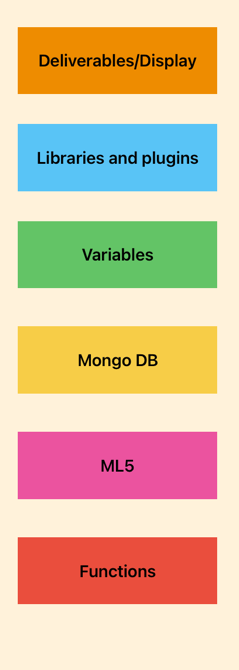 Deliverables/Display
Libraries and plugins
Variables
Mongo DB
ML5
Functions